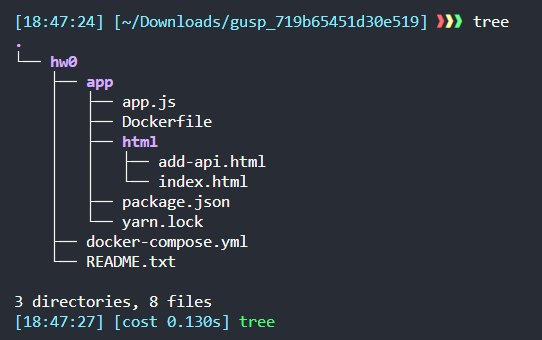 [18:47:24] [~/Downloads/gusp_719b65451d30e519] ❯❯❯ tree
.
└── hw0
    ├── app
    │   ├── app.js
    │   ├── Dockerfile
    │   ├── html
    │   │   ├── add-api.html
    │   │   └── index.html
    │   ├── package.json
    │   └── yarn.lock
    ├── docker-compose.yml
    └── README.txt

3 directories, 8 files
[18:47:27] [cost 0.130s] tree